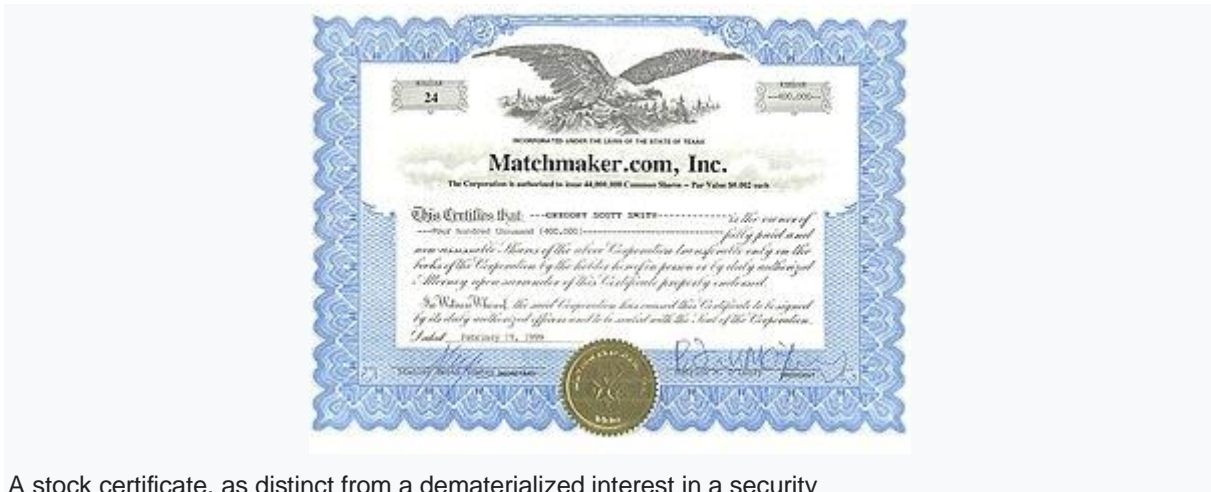 NUMBER
24
--400,000--
INCORPORATED UNDER THE LAWS OF THE STATE OF TEXAS
Matchmaker.com, Inc.
The Corporation is authorized to issue 44,000,000 Common Shares – Par Value $0.002 each
This Certifies that ---GREGORY SCOTT SMITH--- is the owner of
---Four hundred thousand (400,000)--- fully paid and
non-assessable Shares of the above Corporation transferable only on the
books of the Corporation by the holder hereof in person or by duly authorized
Attorney upon surrender of this Certificate properly endorsed.
In Witness Whereof, the said Corporation has caused this Certificate to be signed
by its duly authorized officers and to be sealed with the Seal of the Corporation.
Dated February 19, 1999
SECRETARY
PRESIDENT
A stock certificate, as distinct from a dematerialized interest in a security